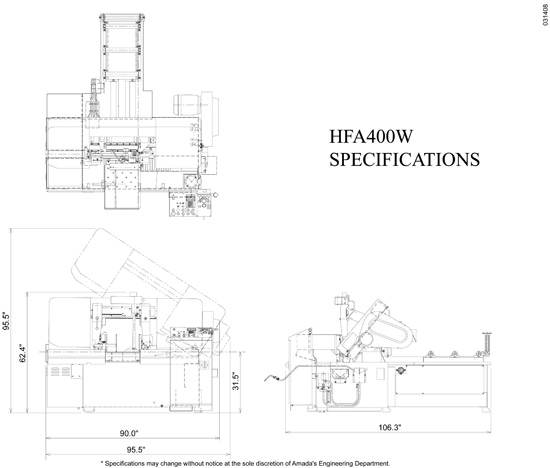 031408
HFA400W
SPECIFICATIONS
95.5"
62.4"
31.5"
90.0"
95.5"
106.3"
* Specifications may change without notice at the sole discretion of Amada's Engineering Department.